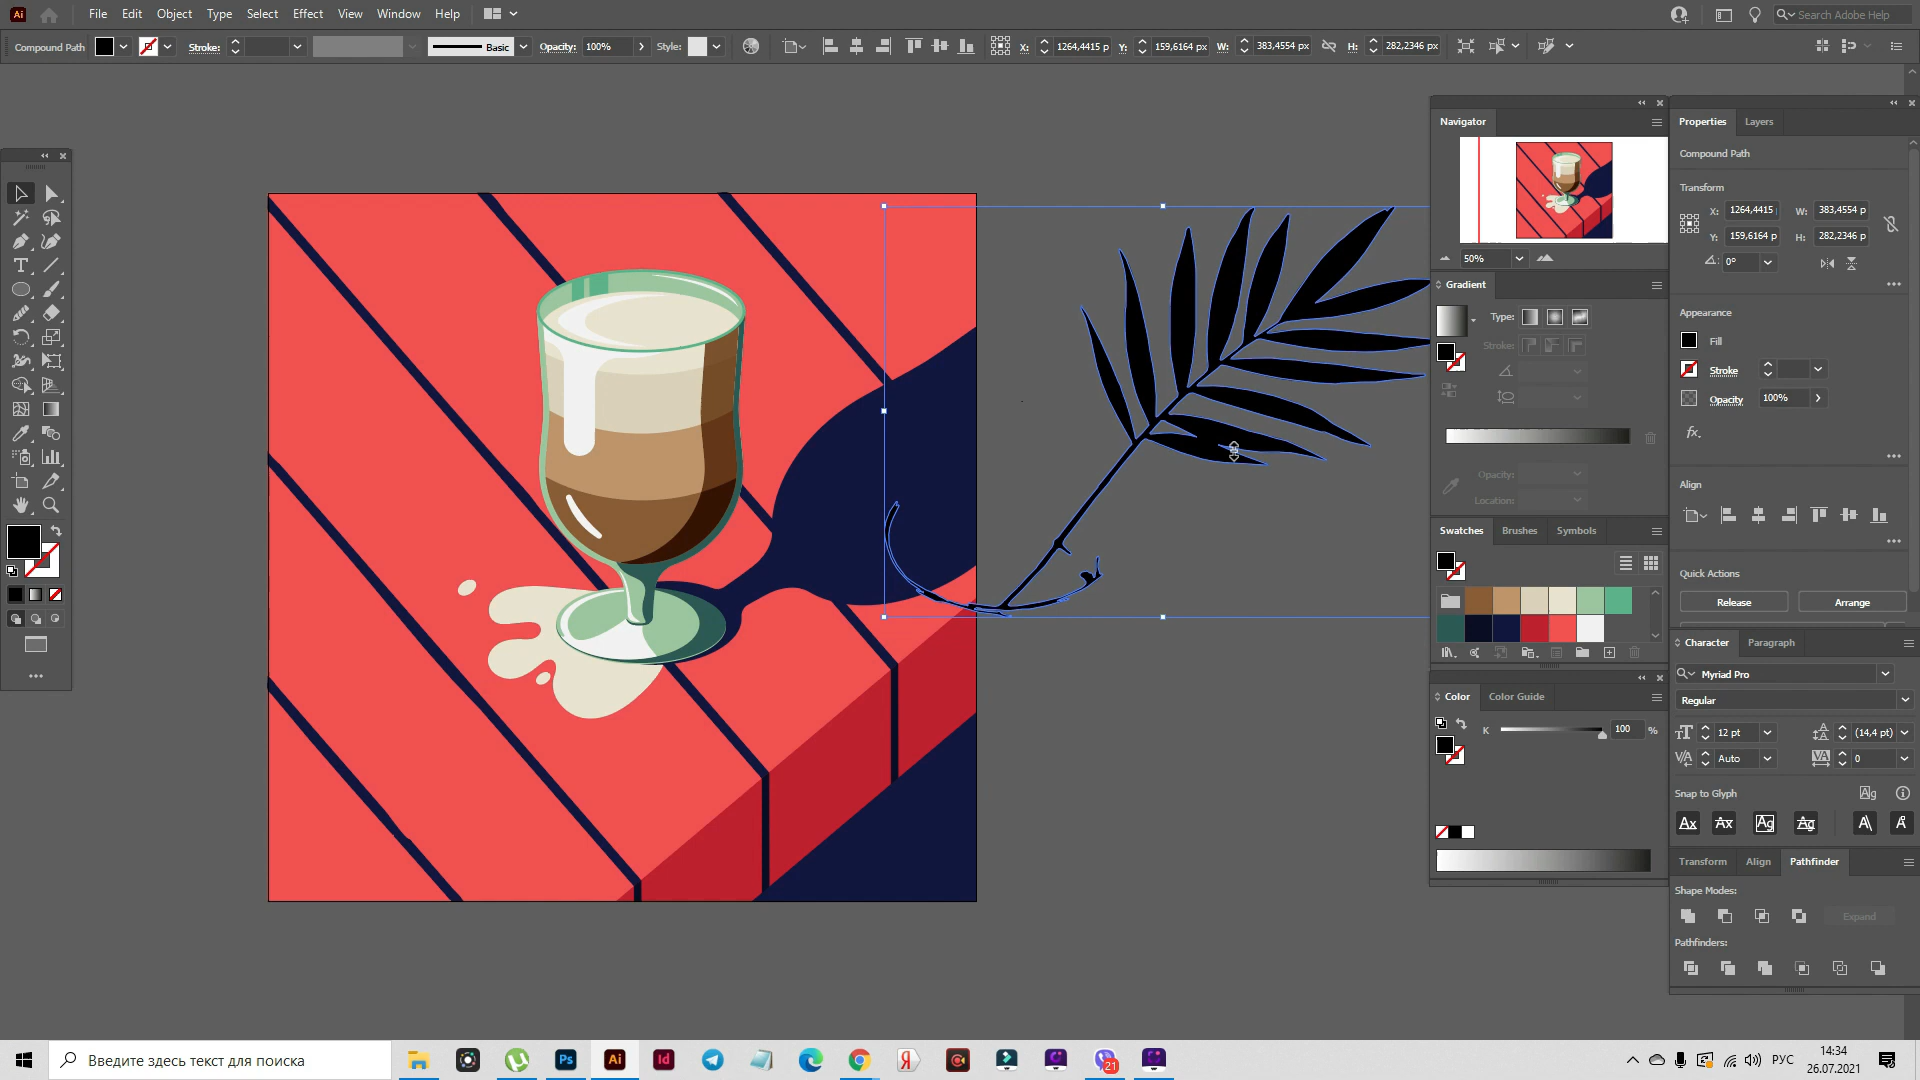 Ai File Edit Object Type Select Effect View Window Help Search Adobe Help
Compound Path Stroke: Basic Opacity: 100% Style: X: 1264,4415 p Y: 159,6164 px W: 383,4554 px H: 282,2346 px
Navigator
50%
Gradient
Type:
Stroke:
Opacity:
Location:
Swatches Brushes Symbols
Color Color Guide
K 100 %
Properties Layers
Compound Path
Transform
X: 1264,4415 W: 383,4554 p
Y: 159,6164 p H: 282,2346 p
0°
Appearance
Fill
Stroke
Opacity 100%
fx.
Align
Quick Actions
Release Arrange
Character Paragraph
Myriad Pro
Regular
12 pt (14,4 pt)
Auto 0
Snap to Glyph
Transform Align Pathfinder
Shape Modes:
Expand
Pathfinders:
Введите здесь текст для поиска
Ps Ai Id
21
РУС
14:34
26.07.2021